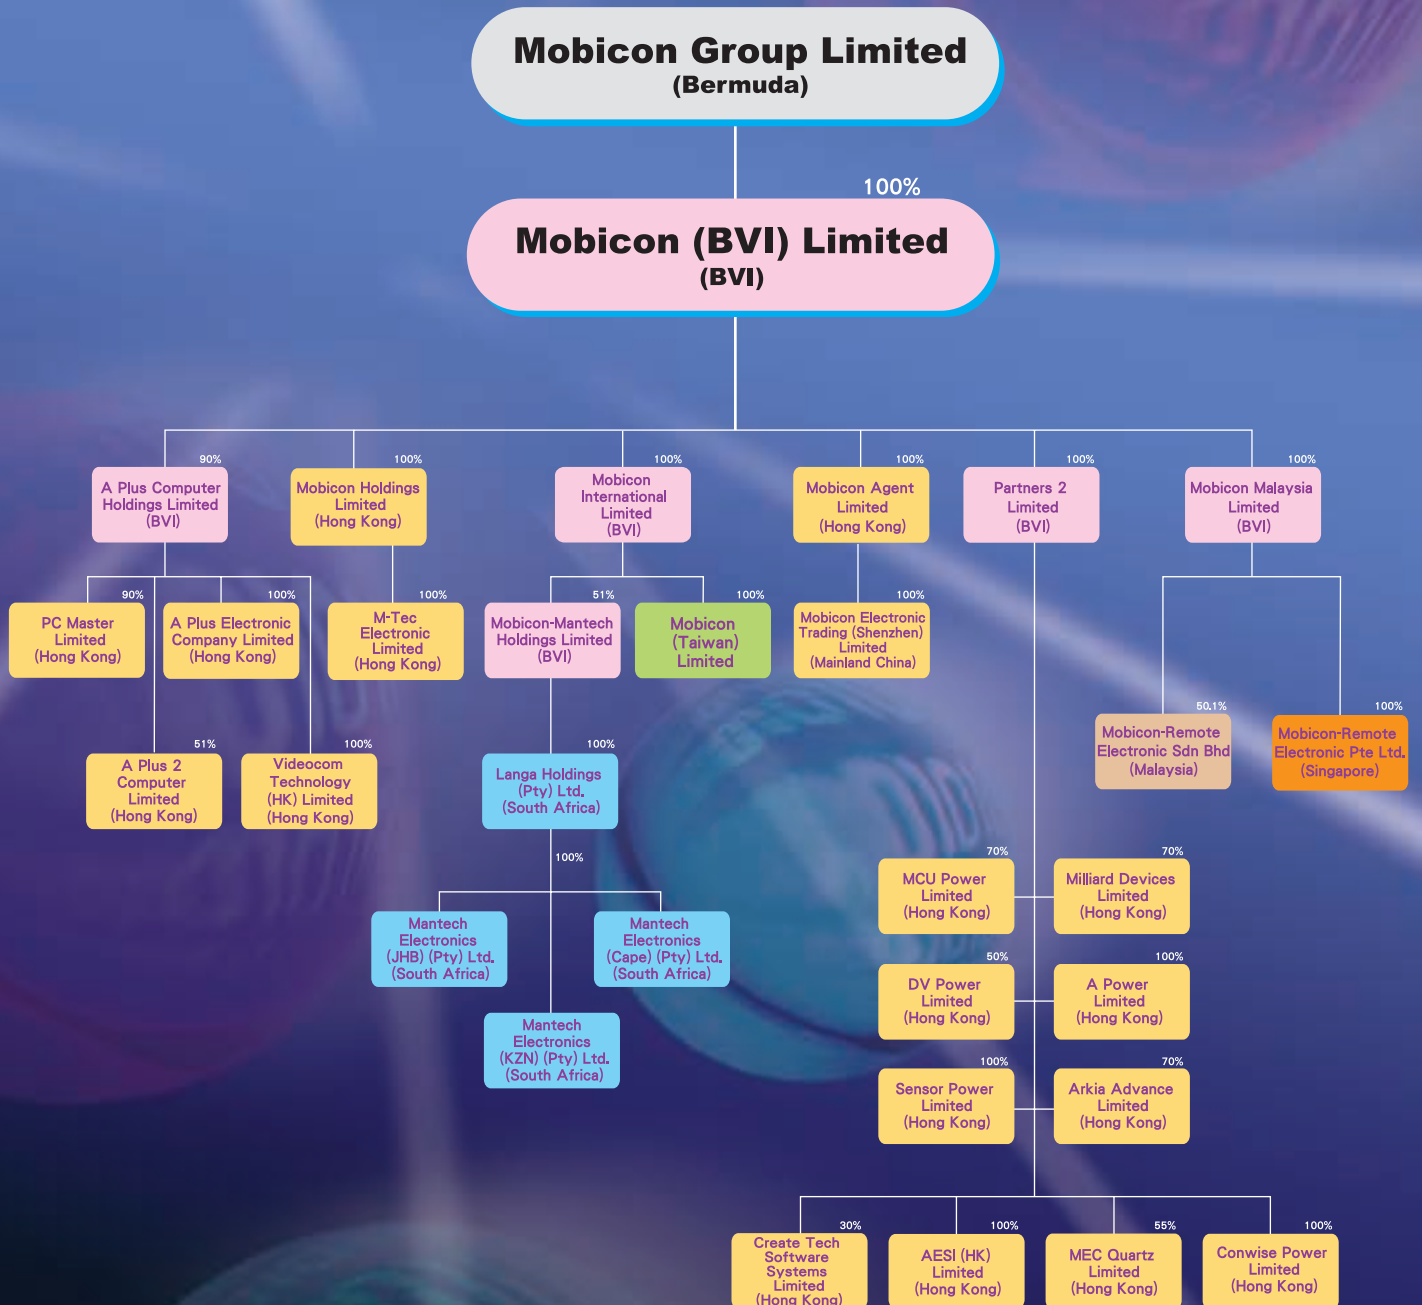 Mobicon Group Limited
(Bermuda)
100%
Mobicon (BVI) Limited
(BVI)
90%
A Plus Computer
Holdings Limited
(BVI)
100%
Mobicon Holdings
Limited
(Hong Kong)
100%
Mobicon
International
Limited
(BVI)
100%
Mobicon Agent
Limited
(Hong Kong)
100%
Partners 2
Limited
(BVI)
100%
Mobicon Malaysia
Limited
(BVI)
90%
PC Master
Limited
(Hong Kong)
100%
A Plus Electronic
Company Limited
(Hong Kong)
100%
M-Tec
Electronic
Limited
(Hong Kong)
51%
Mobicon-Mantech
Holdings Limited
(BVI)
100%
Mobicon
(Taiwan)
Limited
100%
Mobicon Electronic
Trading (Shenzhen)
Limited
(Mainland China)
50.1%
Mobicon-Remote
Electronic Sdn Bhd
(Malaysia)
100%
Mobicon-Remote
Electronic Pte Ltd.
(Singapore)
51%
A Plus 2
Computer
Limited
(Hong Kong)
100%
Videocom
Technology
(HK) Limited
(Hong Kong)
100%
Langa Holdings
(Pty) Ltd.
(South Africa)
100%
Mantech
Electronics
(JHB) (Pty) Ltd.
(South Africa)
Mantech
Electronics
(Cape) (Pty) Ltd.
(South Africa)
Mantech
Electronics
(KZN) (Pty) Ltd.
(South Africa)
70%
MCU Power
Limited
(Hong Kong)
70%
Milliard Devices
Limited
(Hong Kong)
50%
DV Power
Limited
(Hong Kong)
100%
A Power
Limited
(Hong Kong)
100%
Sensor Power
Limited
(Hong Kong)
70%
Arkia Advance
Limited
(Hong Kong)
30%
Create Tech
Software
Systems
Limited
(Hong Kong)
100%
AESI (HK)
Limited
(Hong Kong)
55%
MEC Quartz
Limited
(Hong Kong)
100%
Conwise Power
Limited
(Hong Kong)